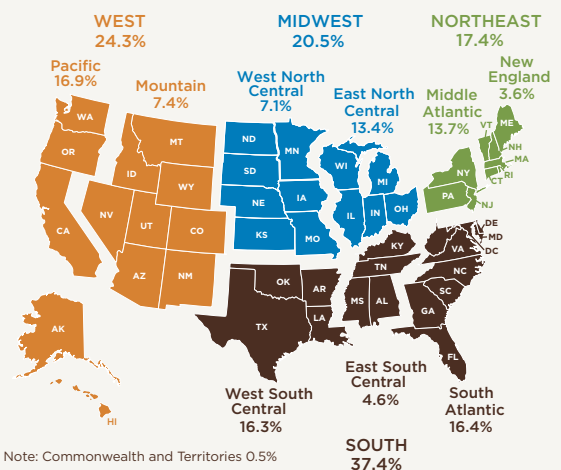 WEST
24.3%
MIDWEST
20.5%
NORTHEAST
17.4%
Pacific
16.9%
Mountain
7.4%
West North
Central
7.1%
East North
Central
13.4%
Middle
Atlantic
13.7%
New
England
3.6%
WA
OR
CA
AK
HI
MT
ID
WY
NV
UT
CO
AZ
NM
ND
SD
NE
KS
MN
IA
MO
WI
MI
IL
IN
OH
NY
PA
NJ
VT
ME
NH
MA
RI
CT
OK
TX
AR
LA
KY
TN
MS
AL
DE
MD
DC
VA
NC
SC
GA
FL
West South
Central
16.3%
East South
Central
4.6%
South
Atlantic
16.4%
SOUTH
37.4%
Note: Commonwealth and Territories 0.5%